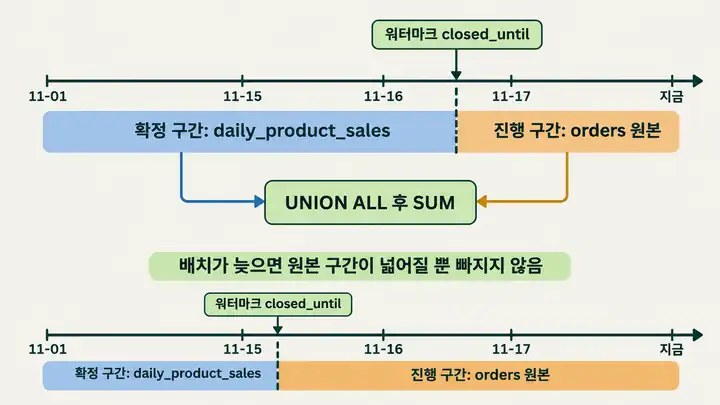 워터마크 closed_until
11-01 11-15 11-16 11-17 지금
확정 구간: daily_product_sales 진행 구간: orders 원본
UNION ALL 후 SUM
배치가 늦으면 원본 구간이 넓어질 뿐 빠지지 않음
워터마크 closed_until
11-01 11-15 11-16 11-17 지금
확정 구간: daily_product_sales 진행 구간: orders 원본